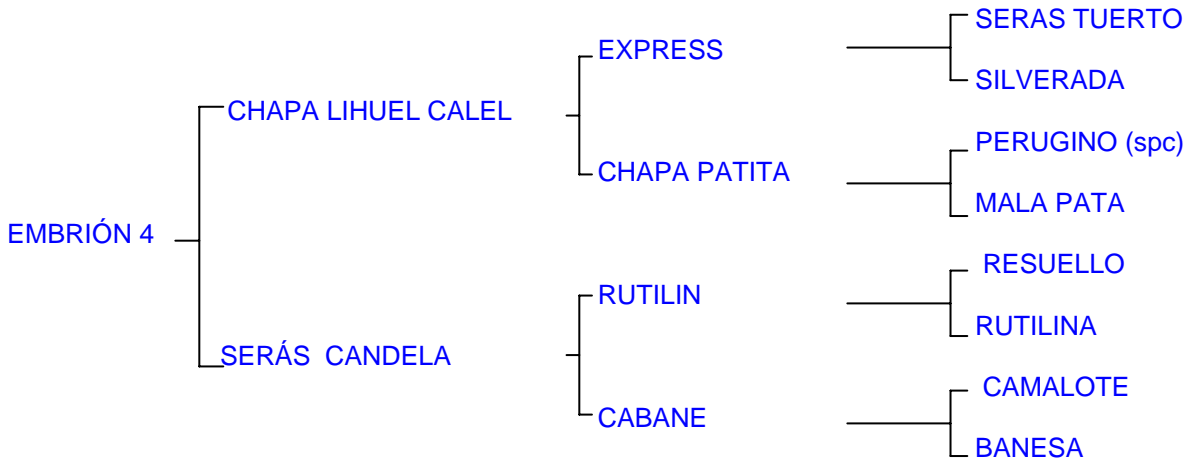 SERAS TUERTO
EXPRESS
SILVERADA
CHAPA LIHUEL CALEL
PERUGINO (spc)
CHAPA PATITA
MALA PATA
EMBRIÓN 4
RESUELLO
RUTILIN
RUTILINA
SERÁS CANDELA
CAMALOTE
CABANE
BANESA